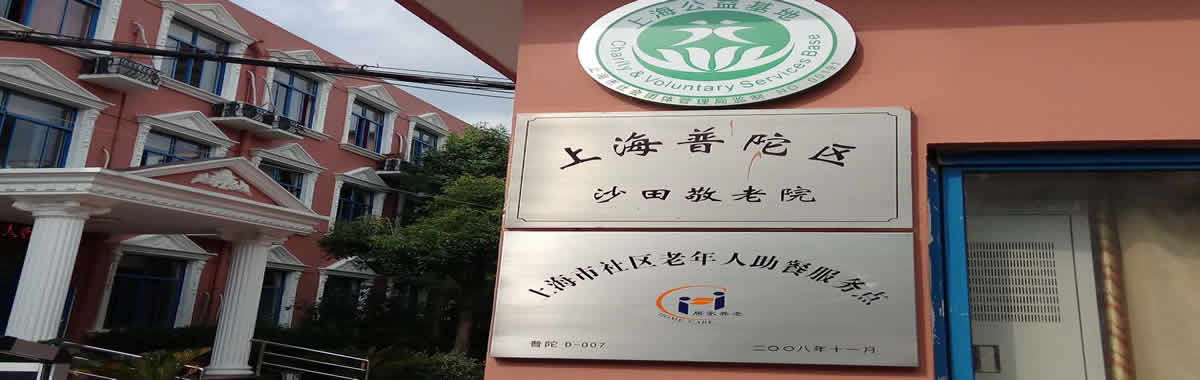 上海公益基地
Charity & Voluntary Services Base
上海普陀区
沙田敬老院
上海市社区老年人助餐服务点
居家养老
HOME CARE
普陀 D-007
二〇〇八年十一月